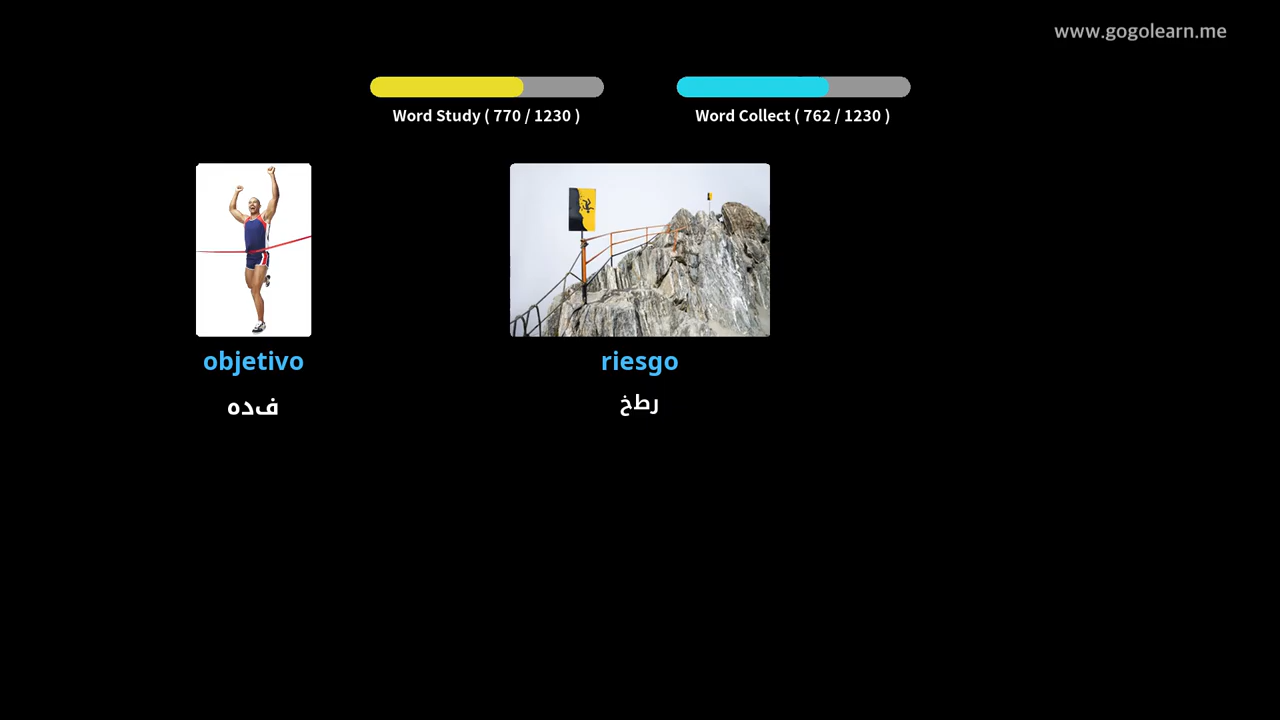 www.gogolearn.me
Word Study ( 770 / 1230 )
Word Collect ( 762 / 1230 )
objetivo
riesgo
فده
رطخ